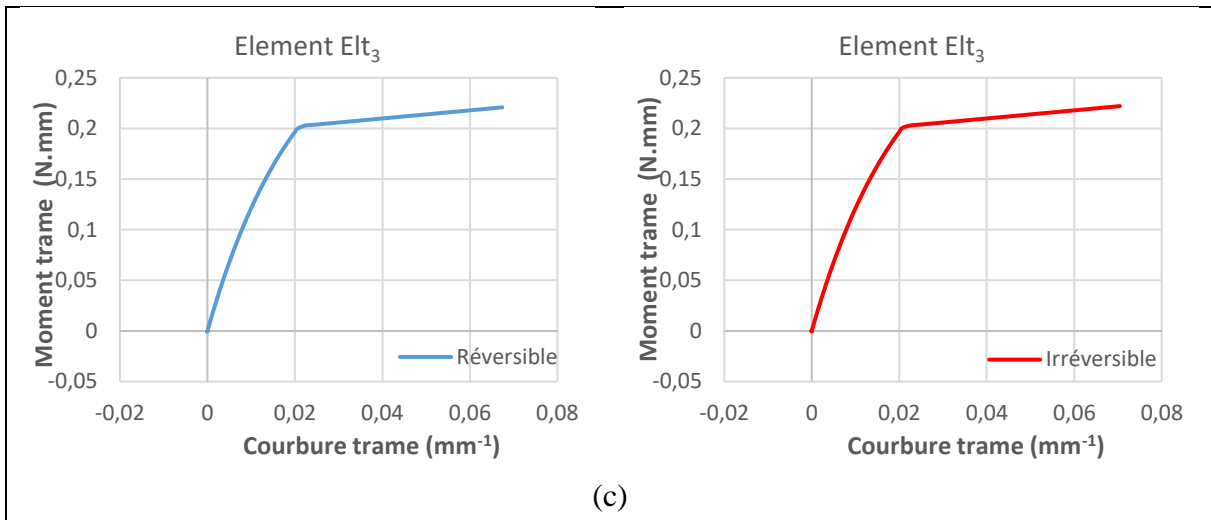 Element Elt₃
Moment trame (N.mm)
0,25
0,2
0,15
0,1
0,05
0
-0,05
Réversible
-0,02 0 0,02 0,04 0,06 0,08
Courbure trame (mm⁻¹)
Element Elt₃
Moment trame (N.mm)
0,25
0,2
0,15
0,1
0,05
0
-0,05
Irréversible
-0,02 0 0,02 0,04 0,06 0,08
Courbure trame (mm⁻¹)
(c)